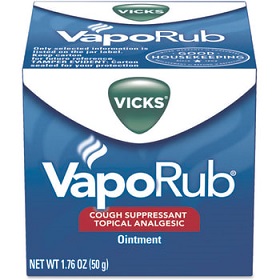 VapoRub®
Only selected information is
listed on the jar label.
Keep carton
for future reference.
TAMPER EVIDENT: Carton
sealed for your protection
GOOD
HOUSEKEEPING
VICKS®
VapoRub®
COUGH SUPPRESSANT
TOPICAL ANALGESIC
Ointment
NET WT 1.76 OZ (50 g)